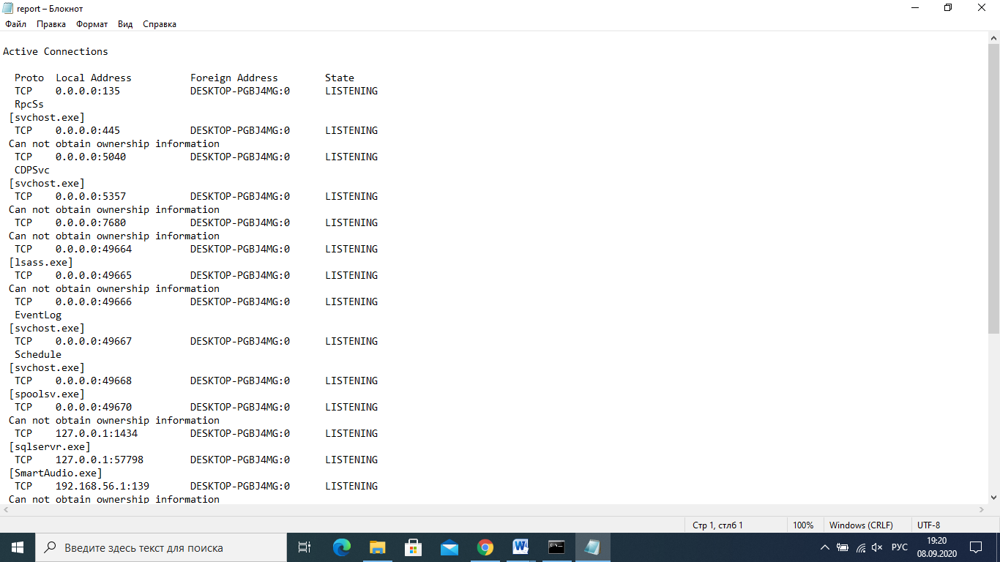 report – Блокнот
Файл Правка Формат Вид Справка
Active Connections
Proto Local Address Foreign Address State
TCP 0.0.0.0:135 DESKTOP-PGBJ4MG:0 LISTENING
RpcSs
[svchost.exe]
TCP 0.0.0.0:445 DESKTOP-PGBJ4MG:0 LISTENING
Can not obtain ownership information
TCP 0.0.0.0:5040 DESKTOP-PGBJ4MG:0 LISTENING
CDPSvc
[svchost.exe]
TCP 0.0.0.0:5357 DESKTOP-PGBJ4MG:0 LISTENING
Can not obtain ownership information
TCP 0.0.0.0:7680 DESKTOP-PGBJ4MG:0 LISTENING
Can not obtain ownership information
TCP 0.0.0.0:49664 DESKTOP-PGBJ4MG:0 LISTENING
[lsass.exe]
TCP 0.0.0.0:49665 DESKTOP-PGBJ4MG:0 LISTENING
Can not obtain ownership information
TCP 0.0.0.0:49666 DESKTOP-PGBJ4MG:0 LISTENING
EventLog
[svchost.exe]
TCP 0.0.0.0:49667 DESKTOP-PGBJ4MG:0 LISTENING
Schedule
[svchost.exe]
TCP 0.0.0.0:49668 DESKTOP-PGBJ4MG:0 LISTENING
[spoolsv.exe]
TCP 0.0.0.0:49670 DESKTOP-PGBJ4MG:0 LISTENING
Can not obtain ownership information
TCP 127.0.0.1:1434 DESKTOP-PGBJ4MG:0 LISTENING
[sqlservr.exe]
TCP 127.0.0.1:57798 DESKTOP-PGBJ4MG:0 LISTENING
[SmartAudio.exe]
TCP 192.168.56.1:139 DESKTOP-PGBJ4MG:0 LISTENING
Can not obtain ownership information
Стр 1, стлб 1 100% Windows (CRLF) UTF-8
Введите здесь текст для поиска
РУС
19:20
08.09.2020